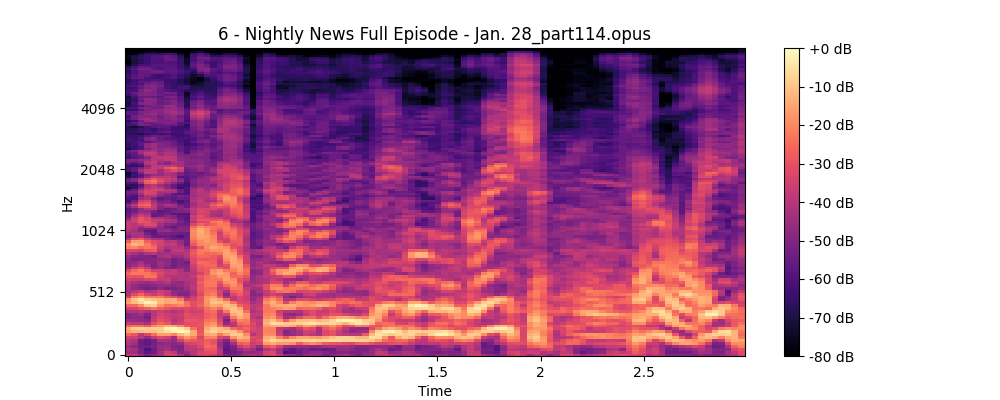 6 - Nightly News Full Episode - Jan. 28_part114.opus
+0 dB
-10 dB
-20 dB
-30 dB
-40 dB
-50 dB
-60 dB
-70 dB
-80 dB
4096
2048
1024
512
0
Hz
0
0.5
1
1.5
2
2.5
Time